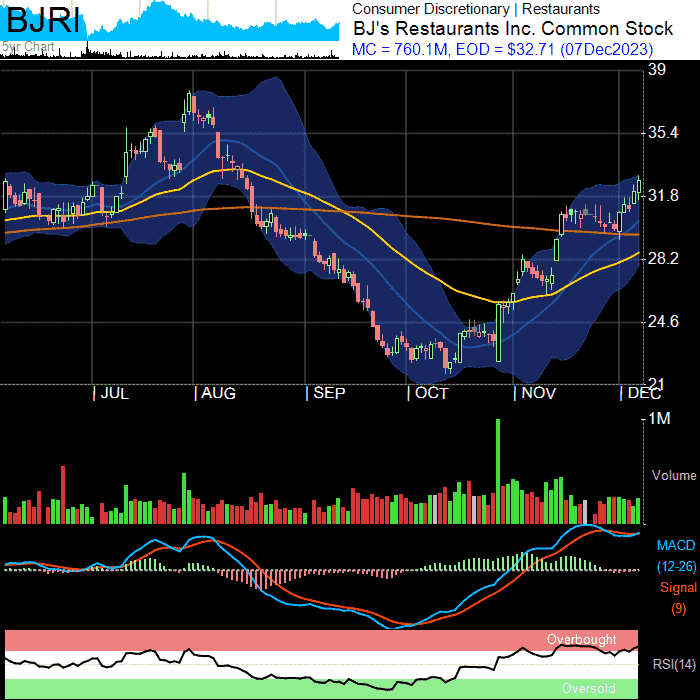 BJRI
5yr Chart
Consumer Discretionary | Restaurants
BJ's Restaurants Inc. Common Stock
MC = 760.1M, EOD = $32.71 (07Dec2023)
39
35.4
31.8
28.2
24.6
21
JUL AUG SEP OCT NOV DEC
1M
Volume
MACD
(12-26)
Signal
(9)
Overbought
RSI(14)
Oversold